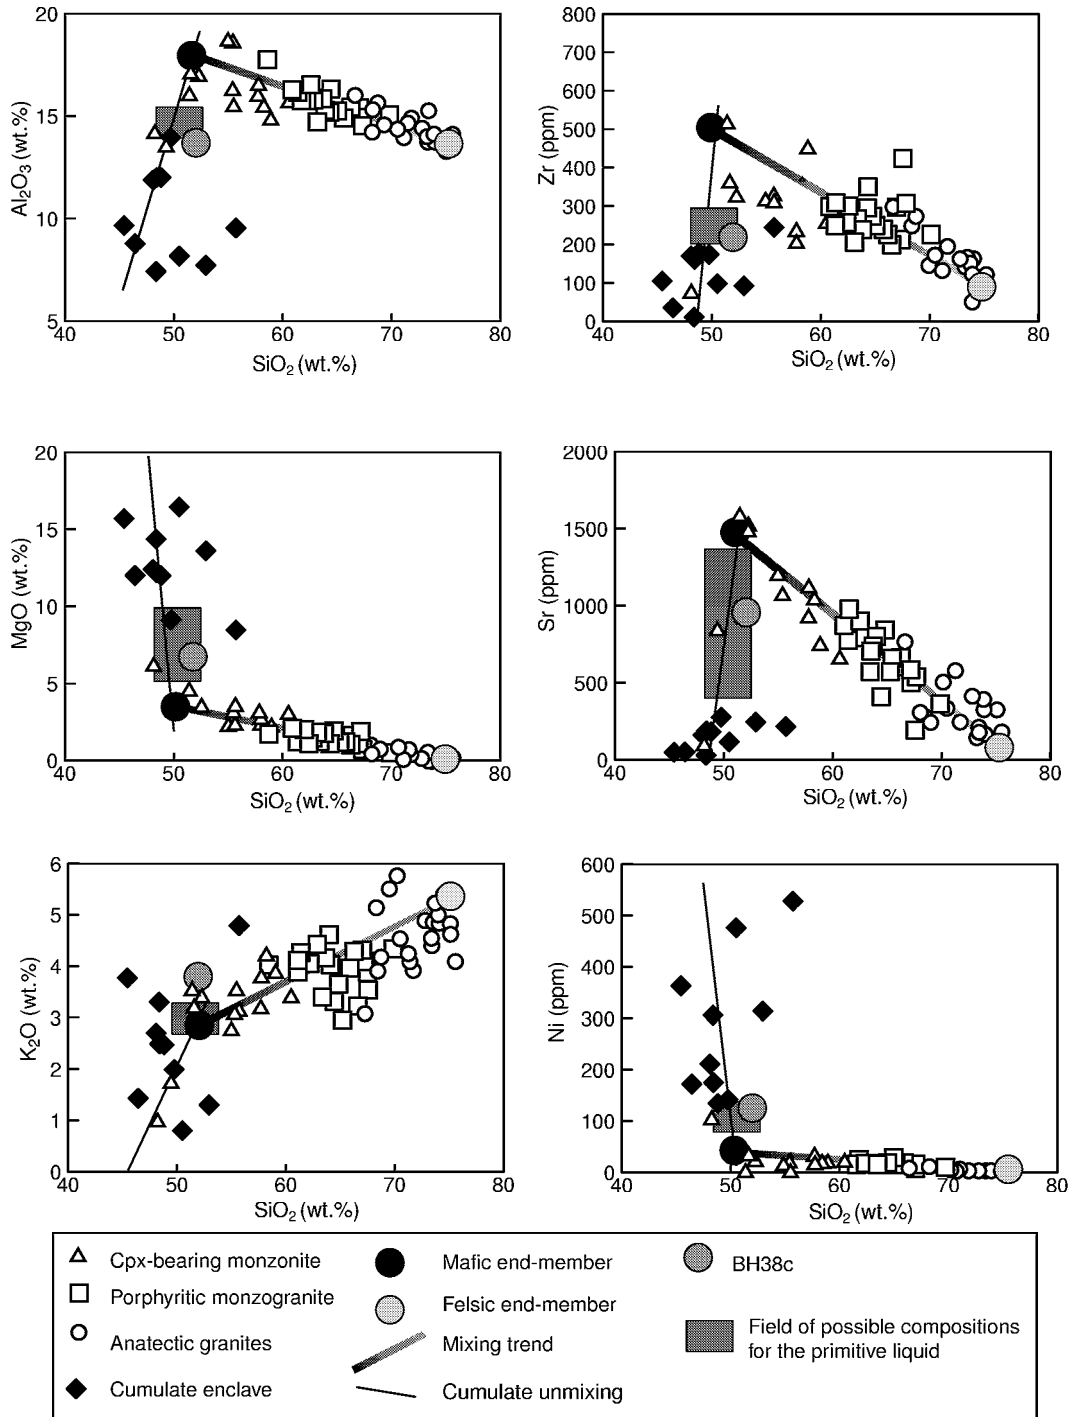 20
15
10
5
Al2O3 (wt.%)
40 50 60 70 80
SiO2 (wt.%)
800
700
600
500
400
300
200
100
0
Zr (ppm)
40 50 60 70 80
SiO2 (wt.%)
20
15
10
5
0
MgO (wt.%)
40 50 60 70 80
SiO2 (wt.%)
2000
1500
1000
500
0
Sr (ppm)
40 50 60 70 80
SiO2 (wt.%)
6
5
4
3
2
1
0
K2O (wt.%)
40 50 60 70 80
SiO2 (wt.%)
600
500
400
300
200
100
0
Ni (ppm)
40 50 60 70 80
SiO2 (wt.%)
Cpx-bearing monzonite
Porphyritic monzogranite
Anatectic granites
Cumulate enclave
Mafic end-member
Felsic end-member
Mixing trend
Cumulate unmixing
BH38c
Field of possible compositions
for the primitive liquid